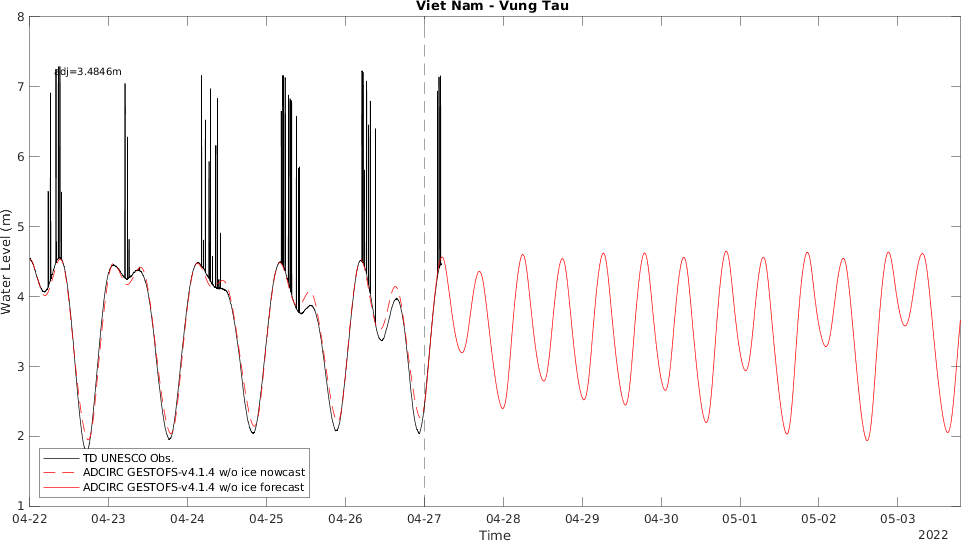 Viet Nam - Vung Tau
8
7
6
5
4
3
2
1
Water Level (m)
adj=3.4846m
TD UNESCO Obs.
ADCIRC GESTOFS-v4.1.4 w/o ice nowcast
ADCIRC GESTOFS-v4.1.4 w/o ice forecast
04-22 04-23 04-24 04-25 04-26 04-27 04-28 04-29 04-30 05-01 05-02 05-03
Time
2022